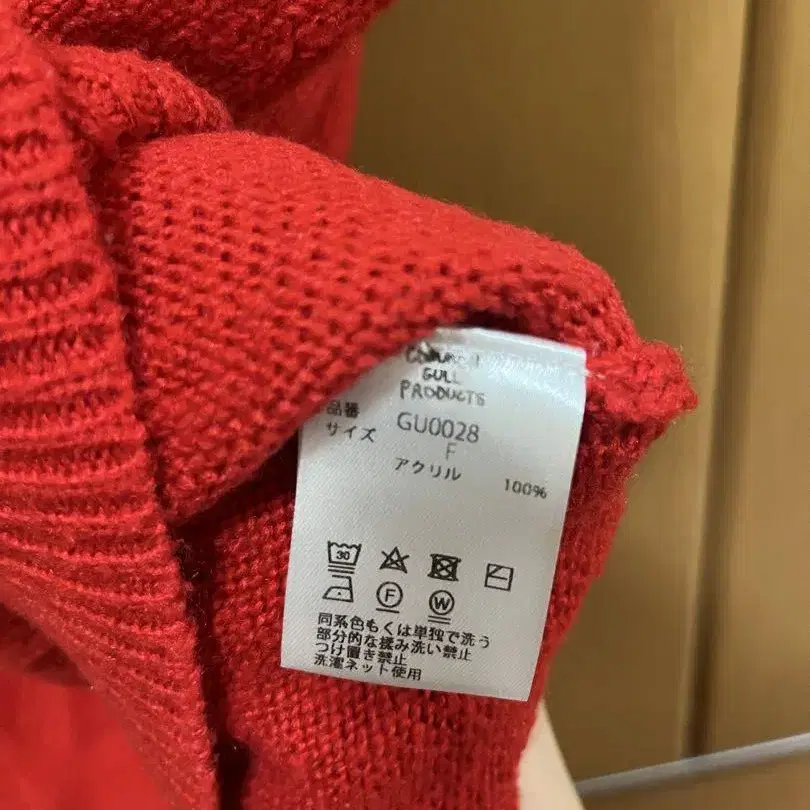 GULL
PRODUCTS
品番 GU0028
サイズ F
アクリル 100%
30
F W
同系色もくは単独で洗う
部分的な揉み洗い禁止
つけ置き禁止
洗濯ネット使用